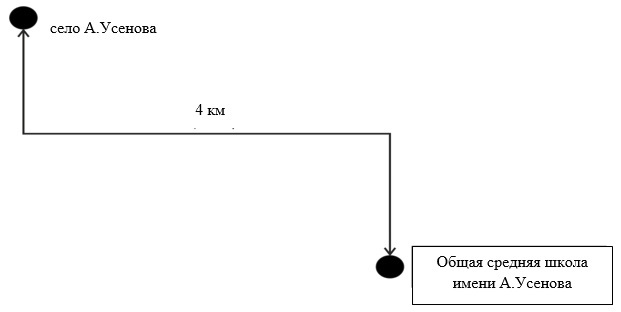 село А.Усенова
4 км
Общая средняя школа
имени А.Усенова